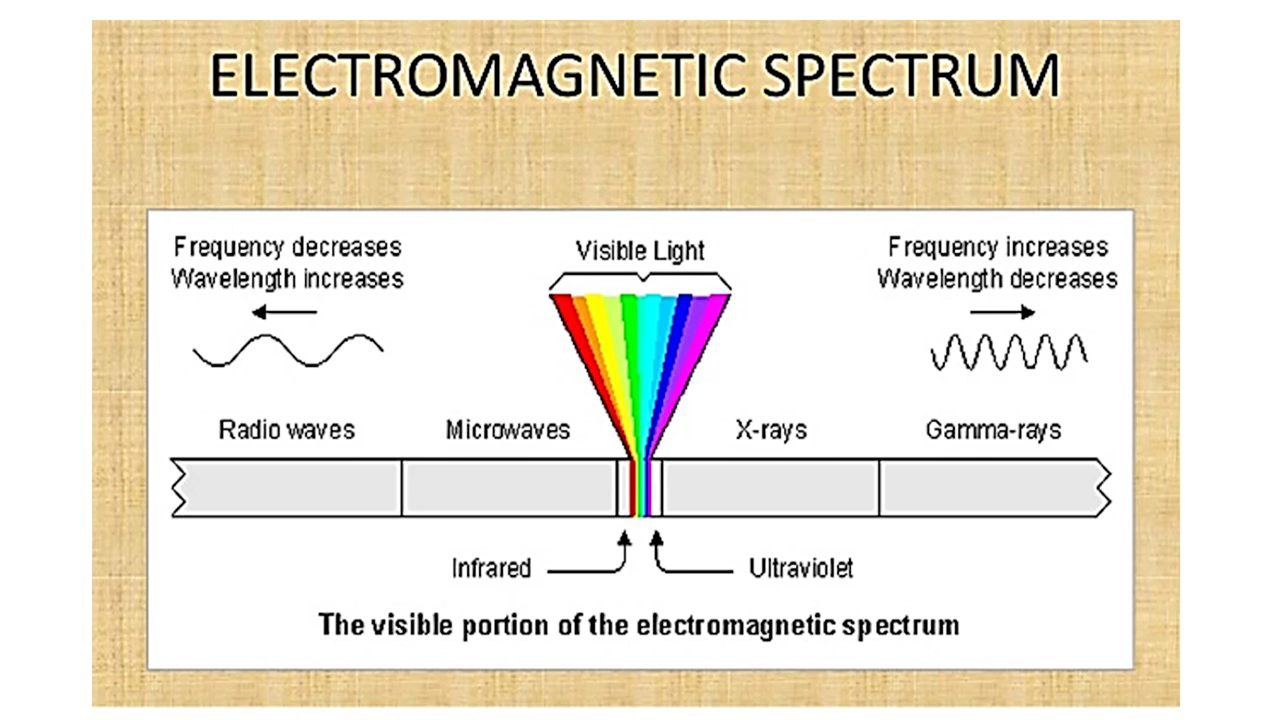 ELECTROMAGNETIC SPECTRUM
Frequency decreases
Wavelength increases
Visible Light
Frequency increases
Wavelength decreases
Radio waves
Microwaves
X-rays
Gamma-rays
Infrared
Ultraviolet
The visible portion of the electromagnetic spectrum